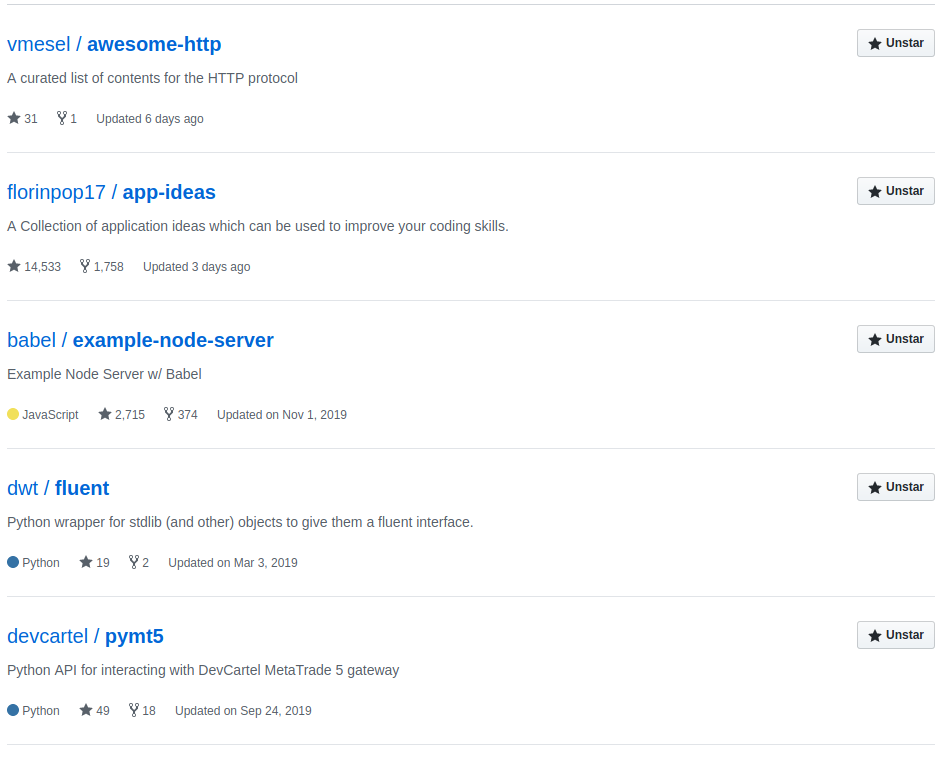 vmesel / awesome-http
Unstar
A curated list of contents for the HTTP protocol
31 1 Updated 6 days ago
florinpop17 / app-ideas
Unstar
A Collection of application ideas which can be used to improve your coding skills.
14,533 1,758 Updated 3 days ago
babel / example-node-server
Unstar
Example Node Server w/ Babel
JavaScript 2,715 374 Updated on Nov 1, 2019
dwt / fluent
Unstar
Python wrapper for stdlib (and other) objects to give them a fluent interface.
Python 19 2 Updated on Mar 3, 2019
devcartel / pymt5
Unstar
Python API for interacting with DevCartel MetaTrade 5 gateway
Python 49 18 Updated on Sep 24, 2019